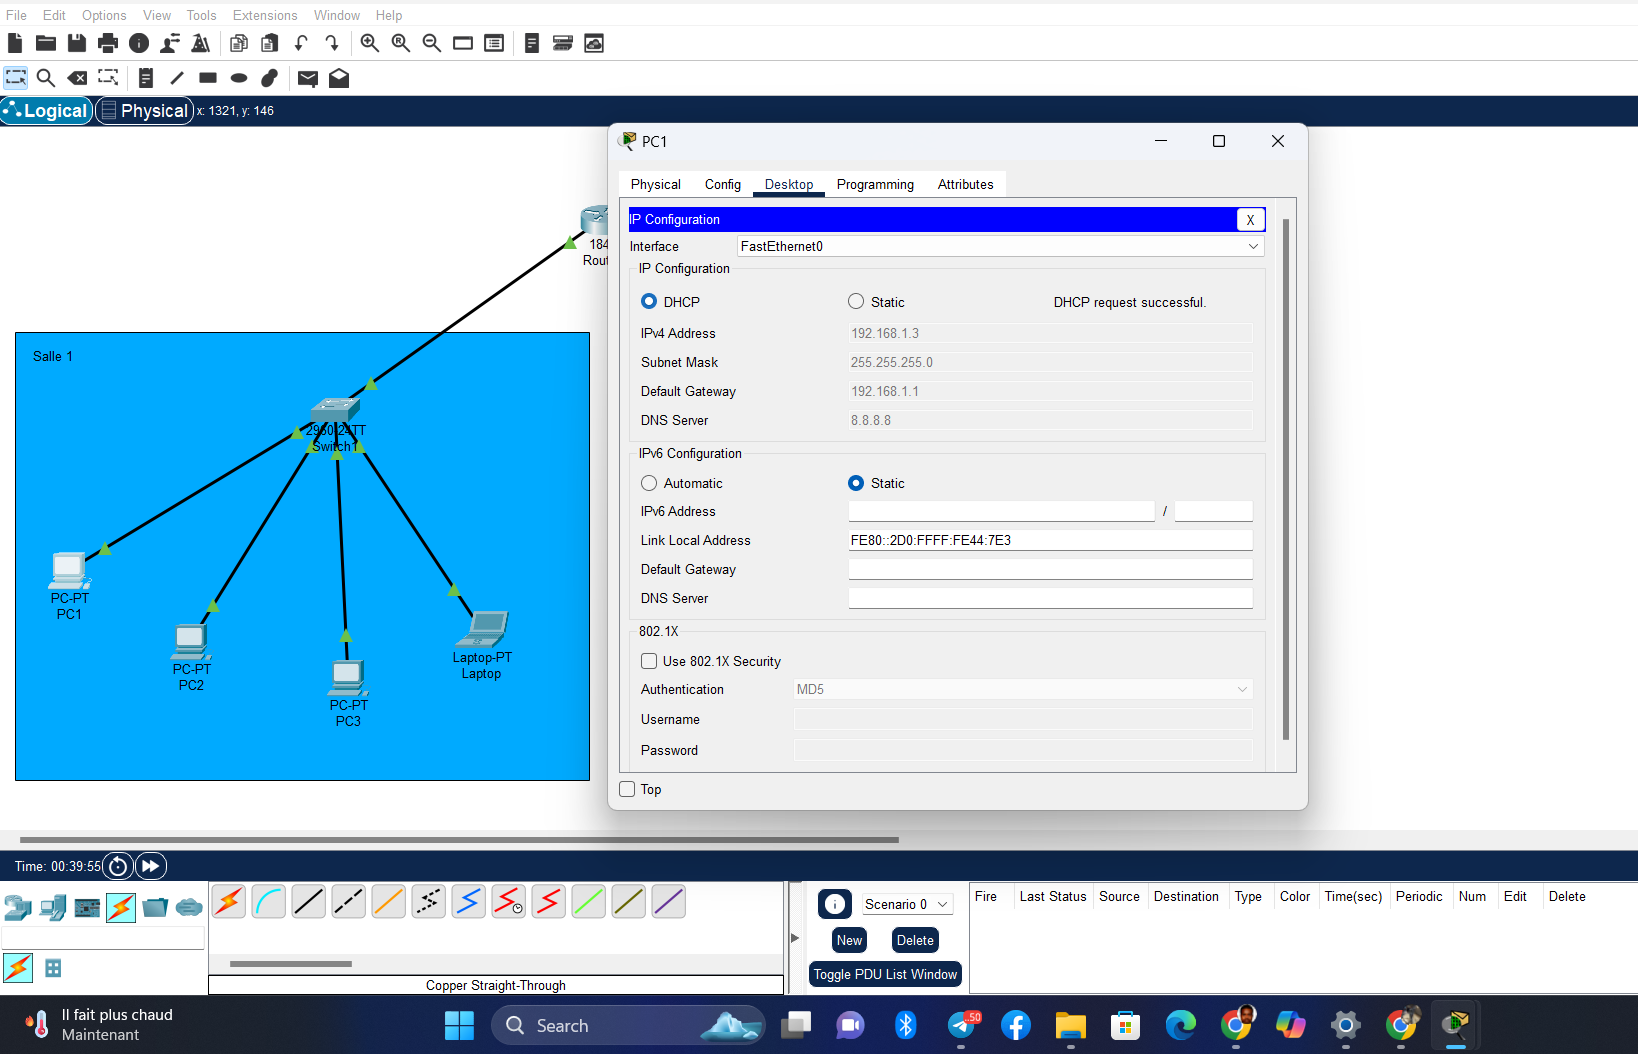 File Edit Options View Tools Extensions Window Help
Logical Physical x: 1321, y: 146
PC1
Physical Config Desktop Programming Attributes
IP Configuration X
Interface FastEthernet0
IP Configuration
DHCP Static DHCP request successful.
IPv4 Address 192.168.1.3
Subnet Mask 255.255.255.0
Default Gateway 192.168.1.1
DNS Server 8.8.8.8
IPv6 Configuration
Automatic Static
IPv6 Address /
Link Local Address FE80::2D0:FFFF:FE44:7E3
Default Gateway
DNS Server
802.1X
Use 802.1X Security
Authentication MD5
Username
Password
Top
184
Rout
Salle 1
2960-24TT
Switch1
PC-PT
PC1
PC-PT
PC2
PC-PT
PC3
Laptop-PT
Laptop
Time: 00:39:55
Scenario 0
New Delete
Toggle PDU List Window
Fire Last Status Source Destination Type Color Time(sec) Periodic Num Edit Delete
Copper Straight-Through
Il fait plus chaud
Maintenant
Search
..50